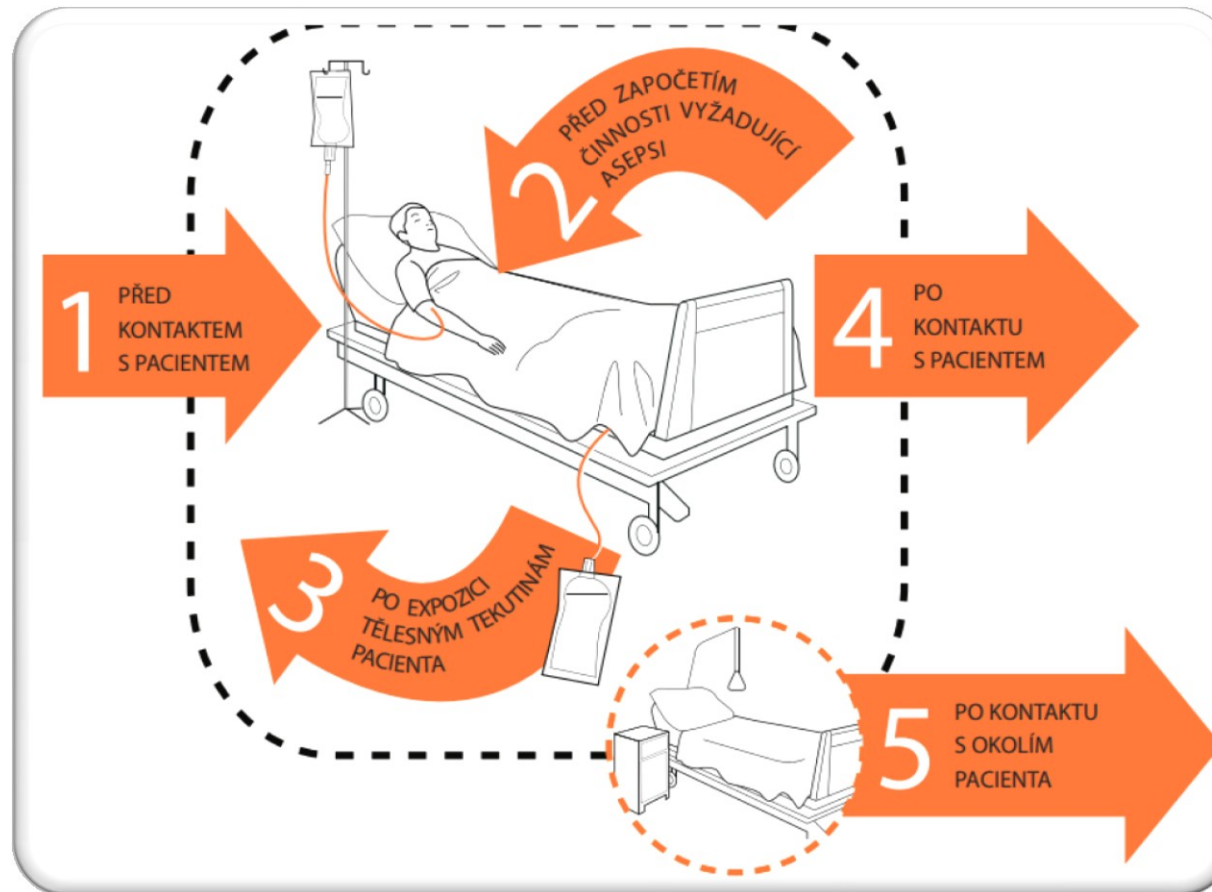 1
PŘED
KONTAKTEM
S PACIENTEM
2
PŘED ZAPOČETÍM
ČINNOSTI VYŽADUJÍCÍ
ASEPSI
3
PO EXPOZICI
TĚLESNÝM TEKUTINÁM
PACIENTA
4
PO
KONTAKTU
S PACIENTEM
5
PO KONTAKTU
S OKOLÍM
PACIENTA